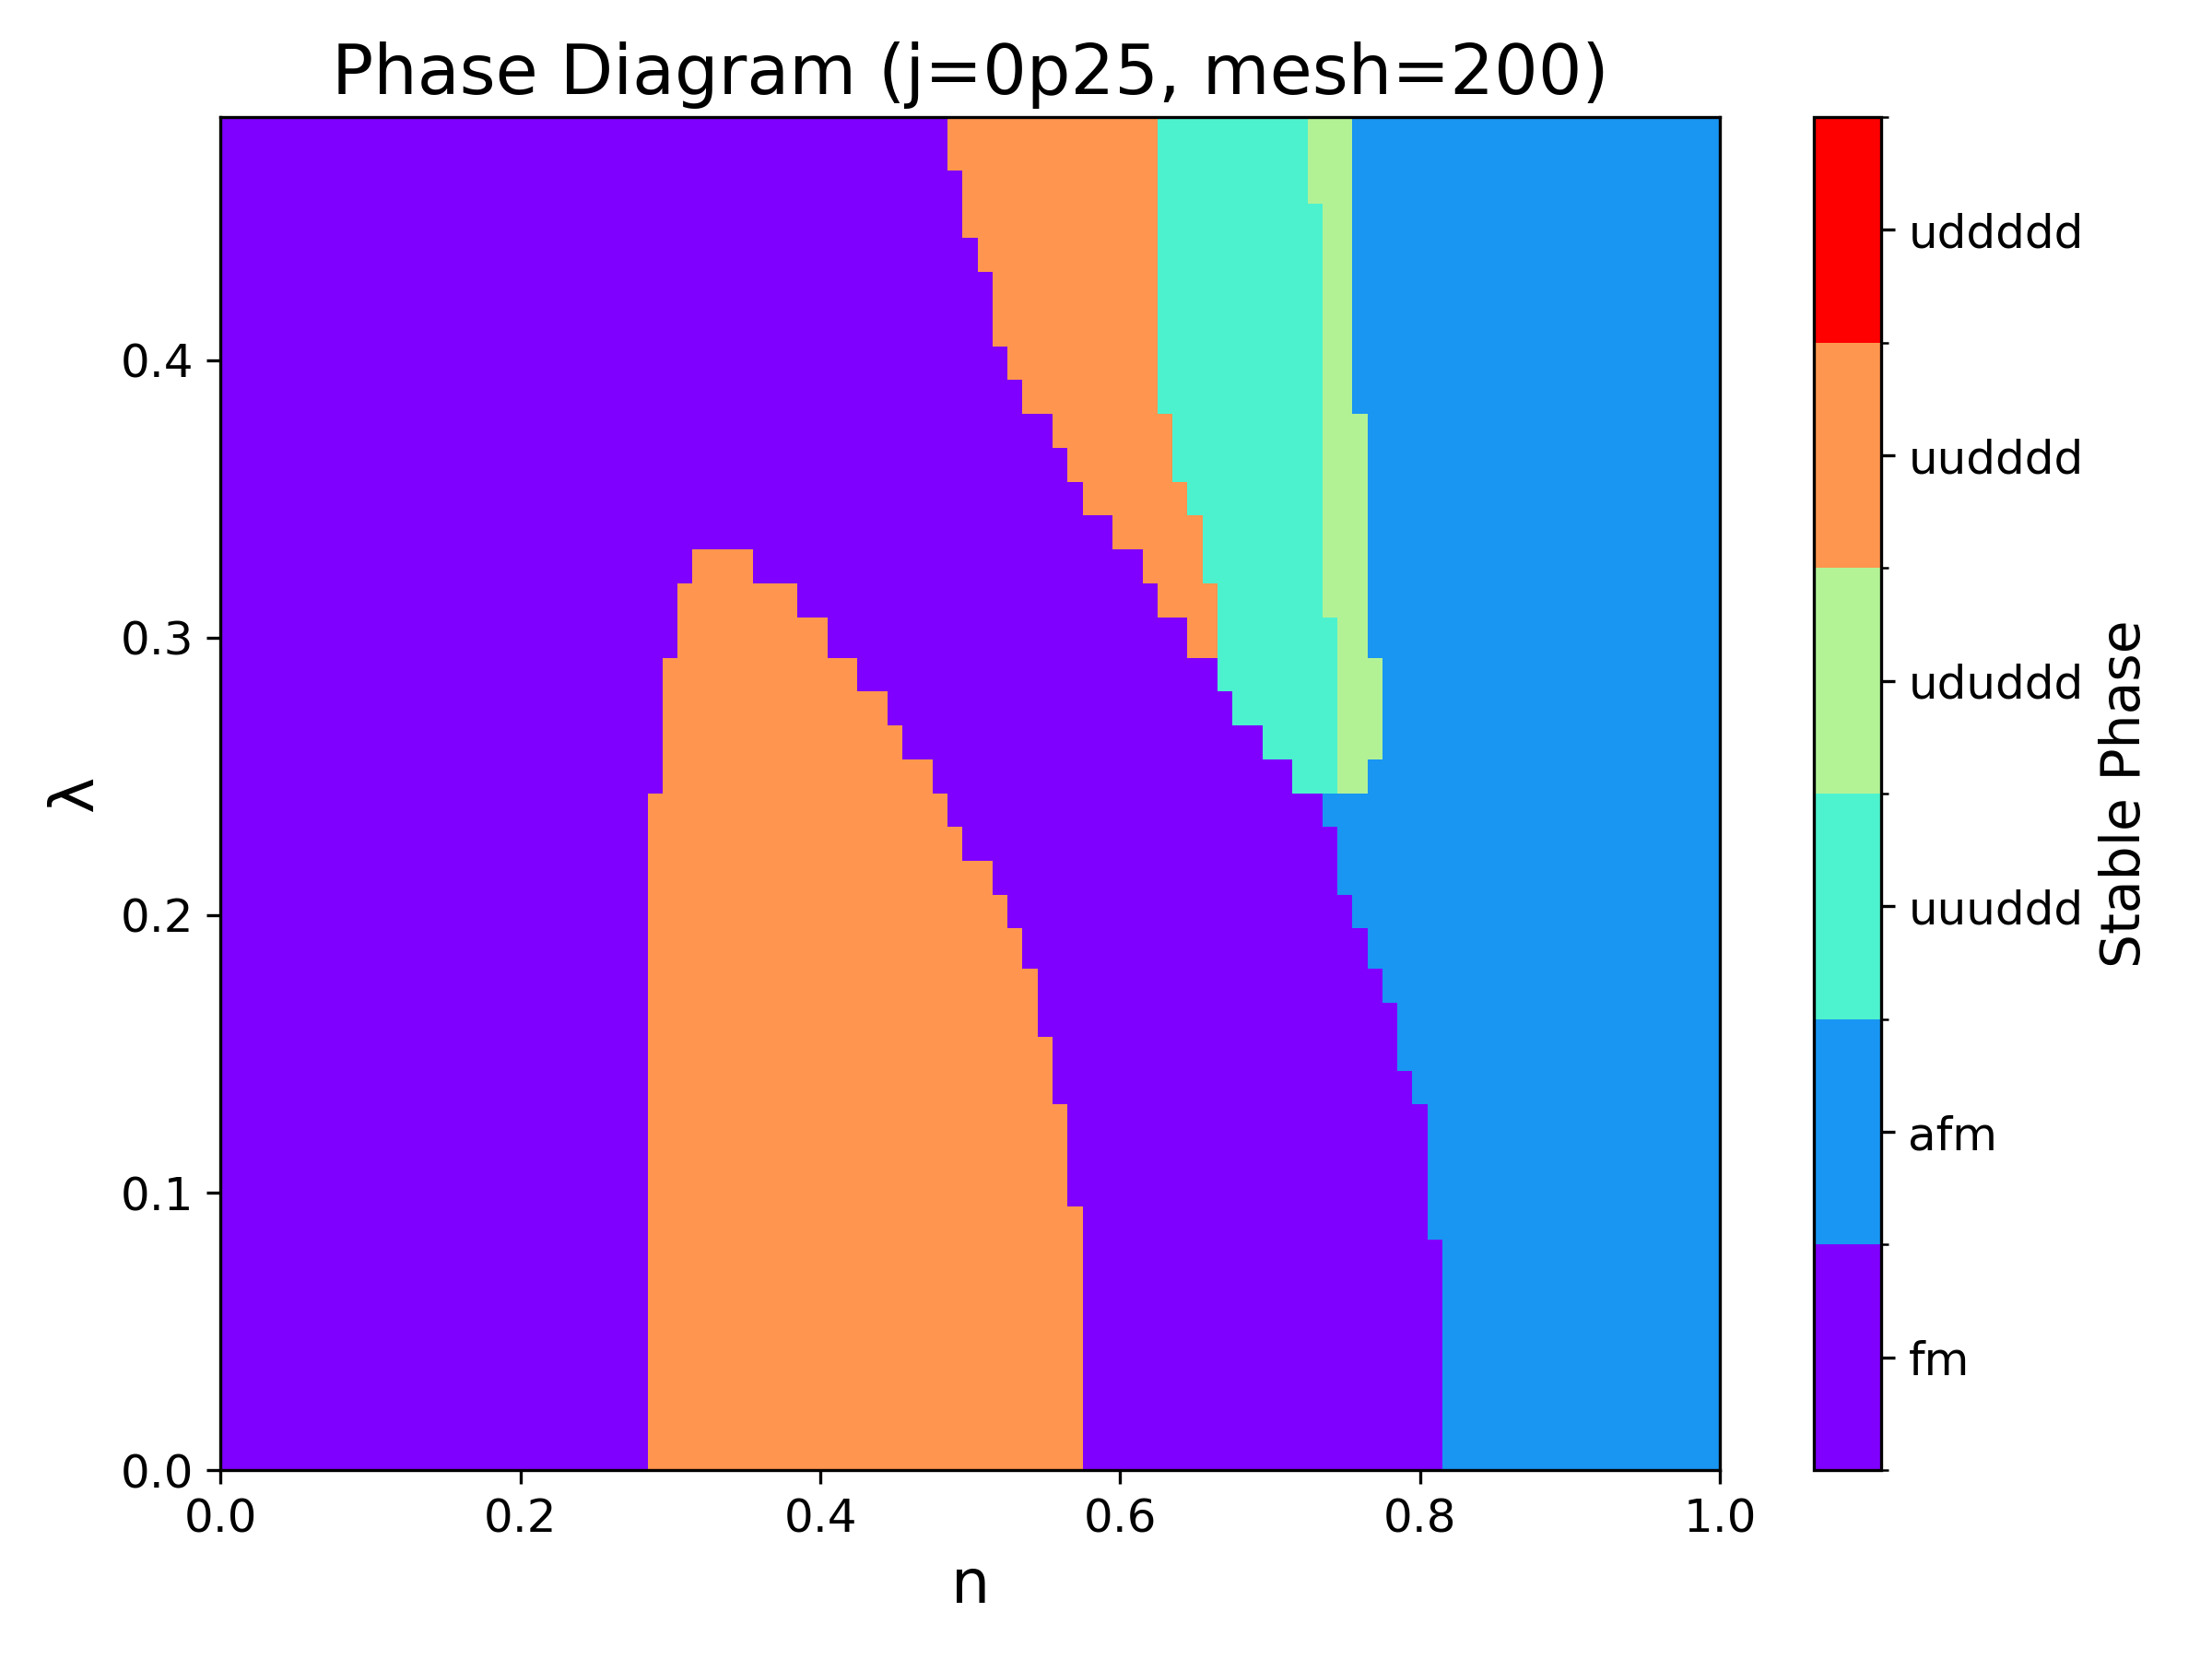 Phase Diagram (j=0p25, mesh=200)
λ
0.4
0.3
0.2
0.1
0.0
0.0 0.2 0.4 0.6 0.8 1.0
n
uddddd
uudddd
ududdd
uuuddd
afm
fm
Stable Phase